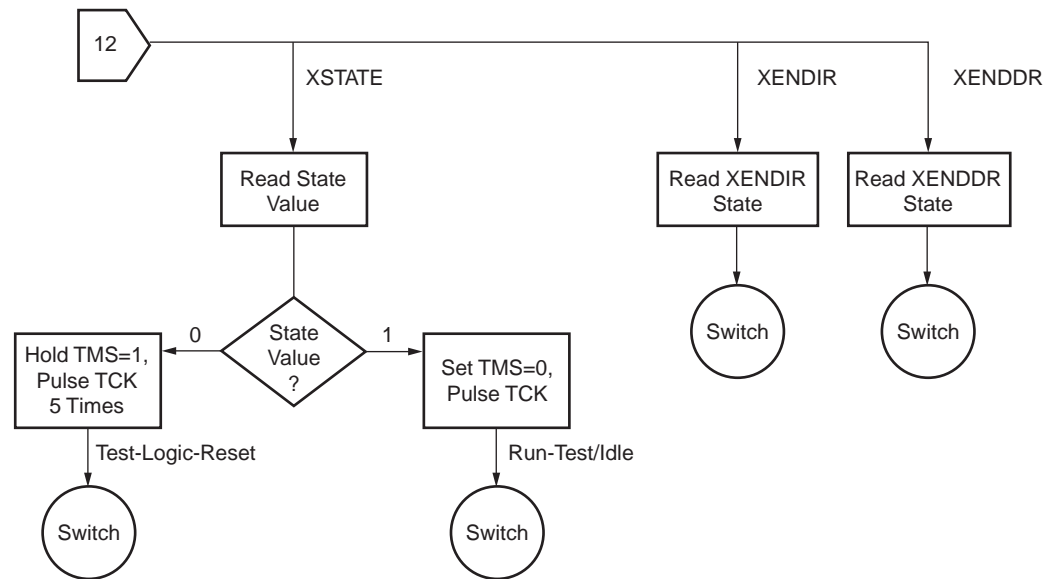 12
XSTATE
XENDIR
XENDDR
Read State
Value
Read XENDIR
State
Read XENDDR
State
0
State
Value
?
1
Hold TMS=1,
Pulse TCK
5 Times
Set TMS=0,
Pulse TCK
Switch
Switch
Test-Logic-Reset
Run-Test/Idle
Switch
Switch